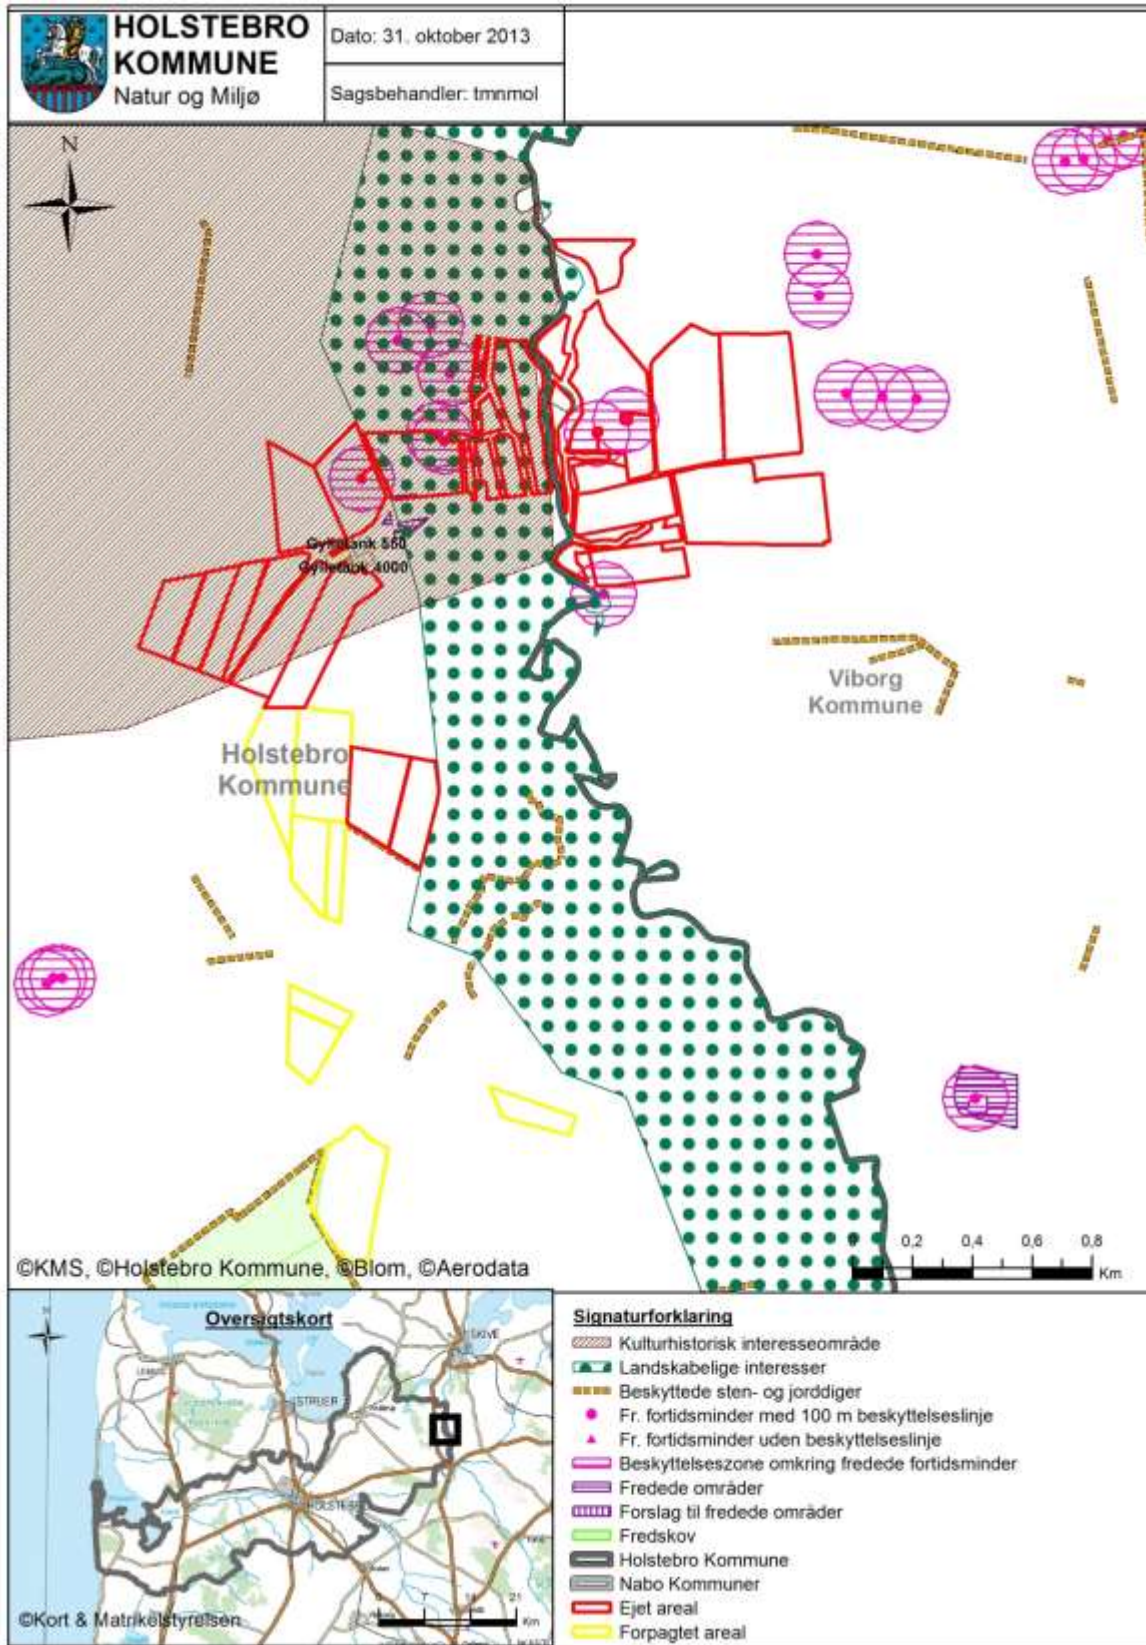 HOLSTEBRO
KOMMUNE
Natur og Miljø
Dato: 31. oktober 2013
Sagsbehandler: tmnmol
N
Gylletank 550
Gylletank 4000
Viborg
Kommune
Holstebro
Kommune
0,2 0,4 0,6 0,8
Km
©KMS, ©Holstebro Kommune, ©Blom, ©Aerodata
Oversigtskort
SKIVE
STRUER
HOLSTEBRO
7 14 21
Km
©Kort & Matrikelstyrelsen
Signaturforklaring
Kulturhistorisk interesseområde
Landskabelige interesser
Beskyttede sten- og jorddiger
Fr. fortidsminder med 100 m beskyttelseslinje
Fr. fortidsminder uden beskyttelseslinje
Beskyttelseszone omkring fredede fortidsminder
Fredede områder
Forslag til fredede områder
Fredskov
Holstebro Kommune
Nabo Kommuner
Ejet areal
Forpagtet areal